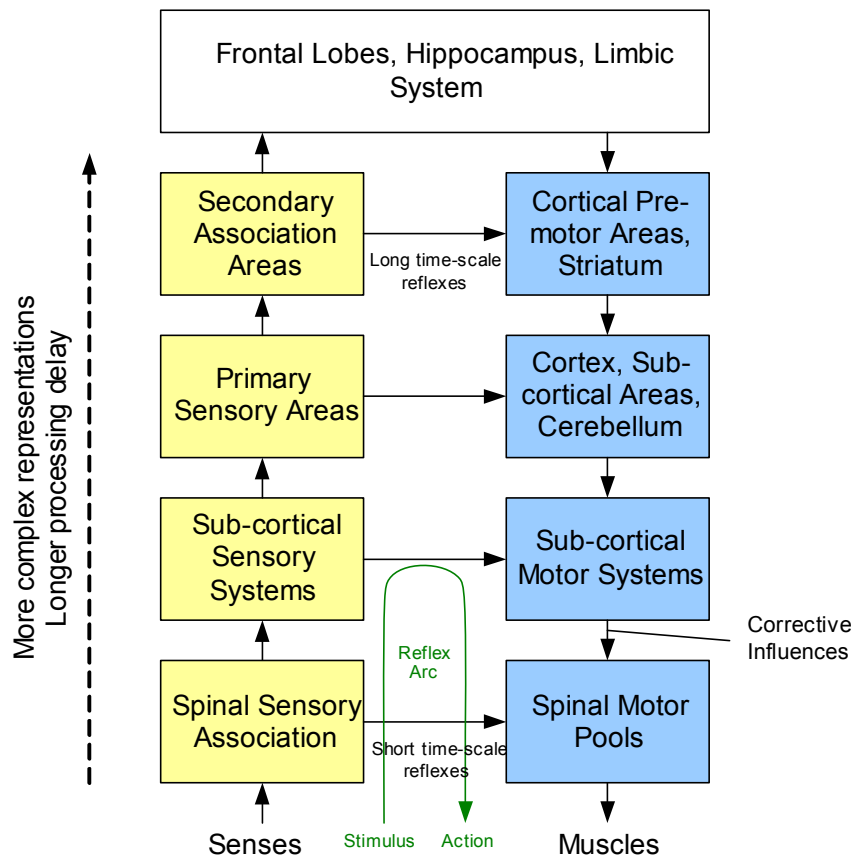 Frontal Lobes, Hippocampus, Limbic
System
Secondary
Association
Areas
Long time-scale
reflexes
Cortical Pre-
motor Areas,
Striatum
More complex representations
Longer processing delay
Primary
Sensory Areas
Cortex, Sub-
cortical Areas,
Cerebellum
Sub-cortical
Sensory
Systems
Sub-cortical
Motor Systems
Corrective
Influences
Reflex
Arc
Spinal Sensory
Association
Short time-scale
reflexes
Spinal Motor
Pools
Senses
Stimulus
Action
Muscles